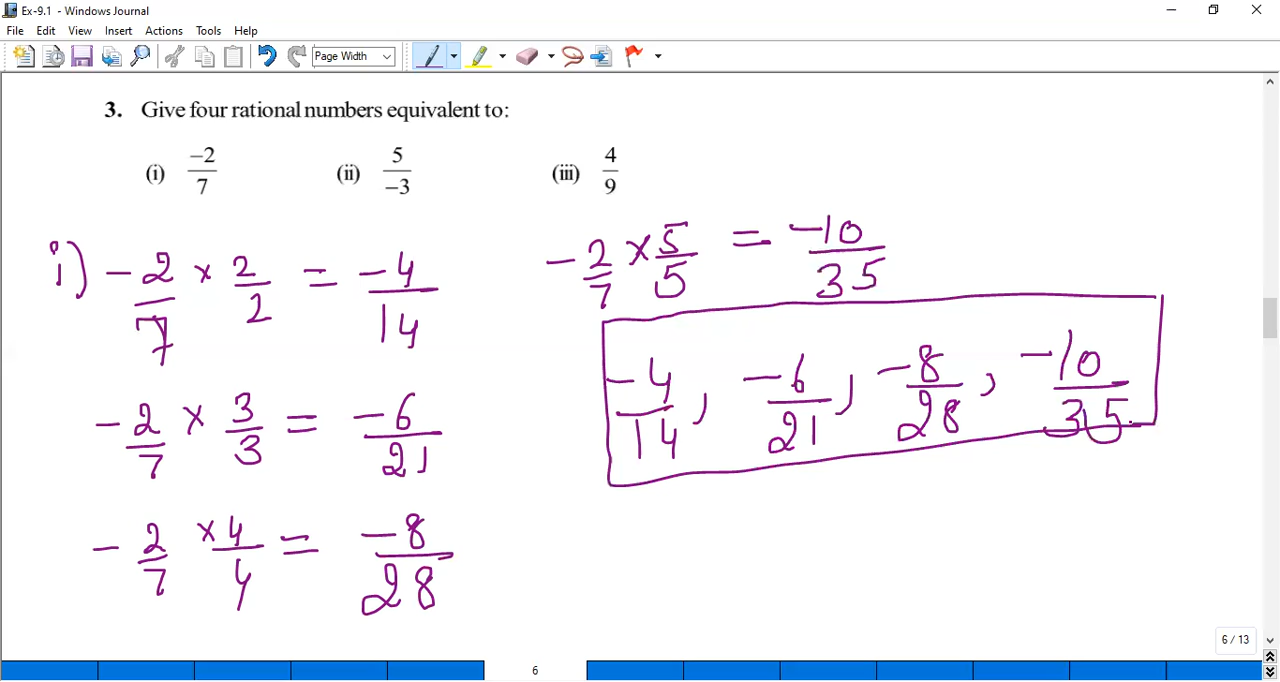 Ex-9.1 - Windows Journal
File Edit View Insert Actions Tools Help
Page Width
3. Give four rational numbers equivalent to:
(i) −2/7 (ii) 5/−3 (iii) 4/9
i) -2/7 × 2/2 = -4/14
-2/7 × 3/3 = -6/21
-2/7 × 4/4 = -8/28
-2/7 × 5/5 = -10/35
-4/14, -6/21, -8/28, -10/35
6 / 13
6